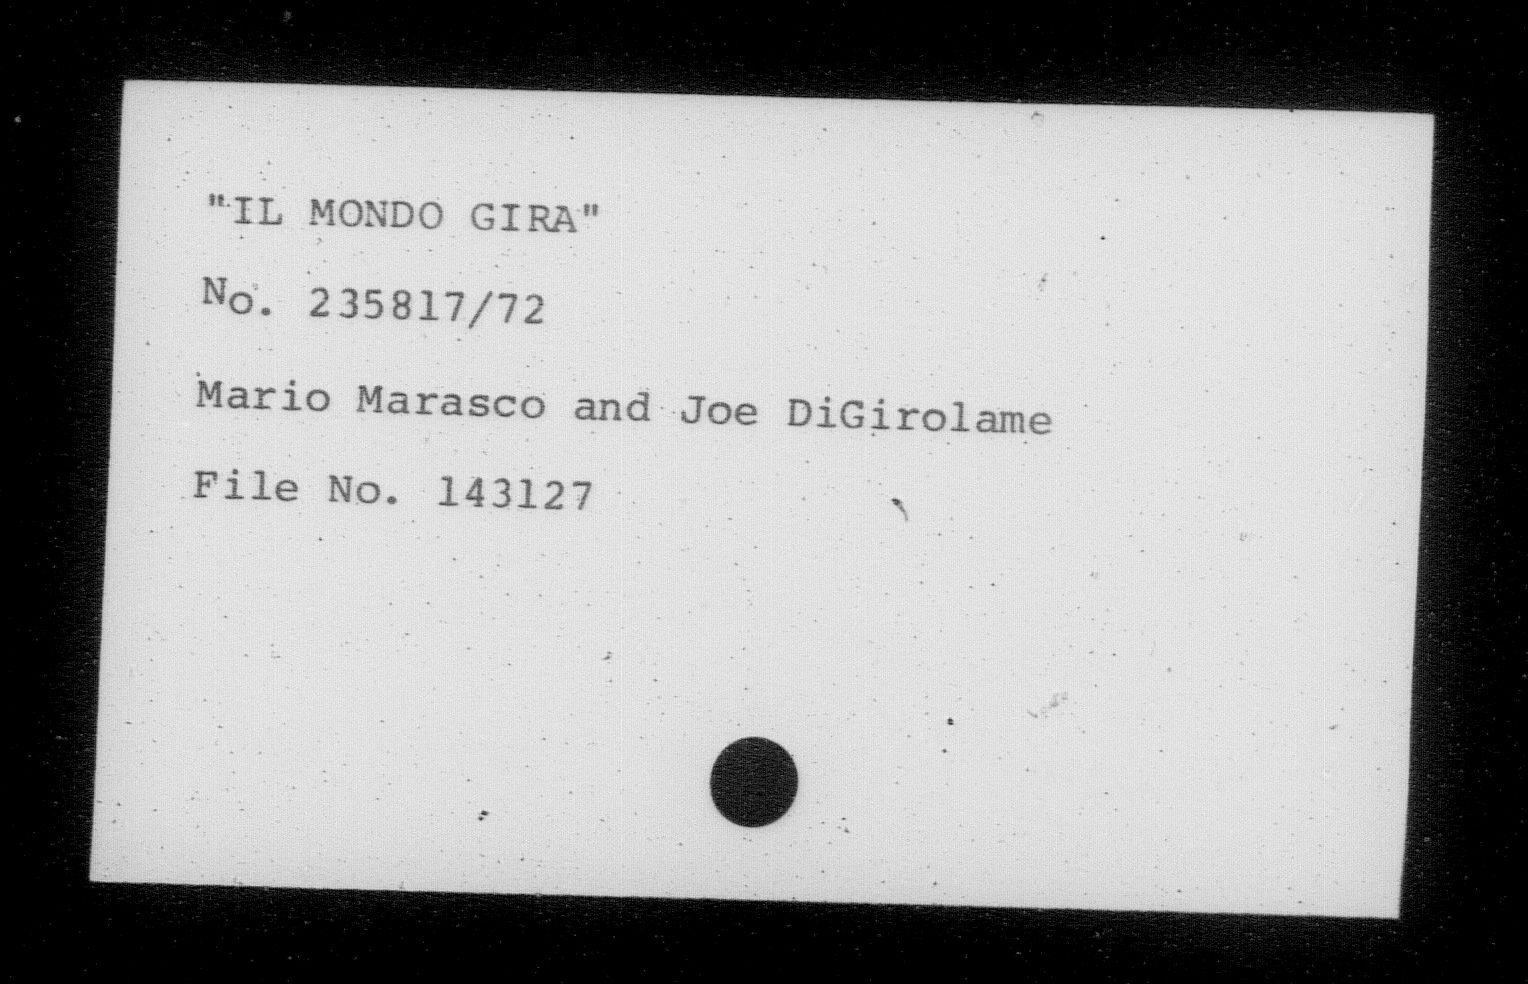 "IL MONDO GIRA"
No. 235817/72
Mario Marasco and Joe DiGirolame
File No. 143127